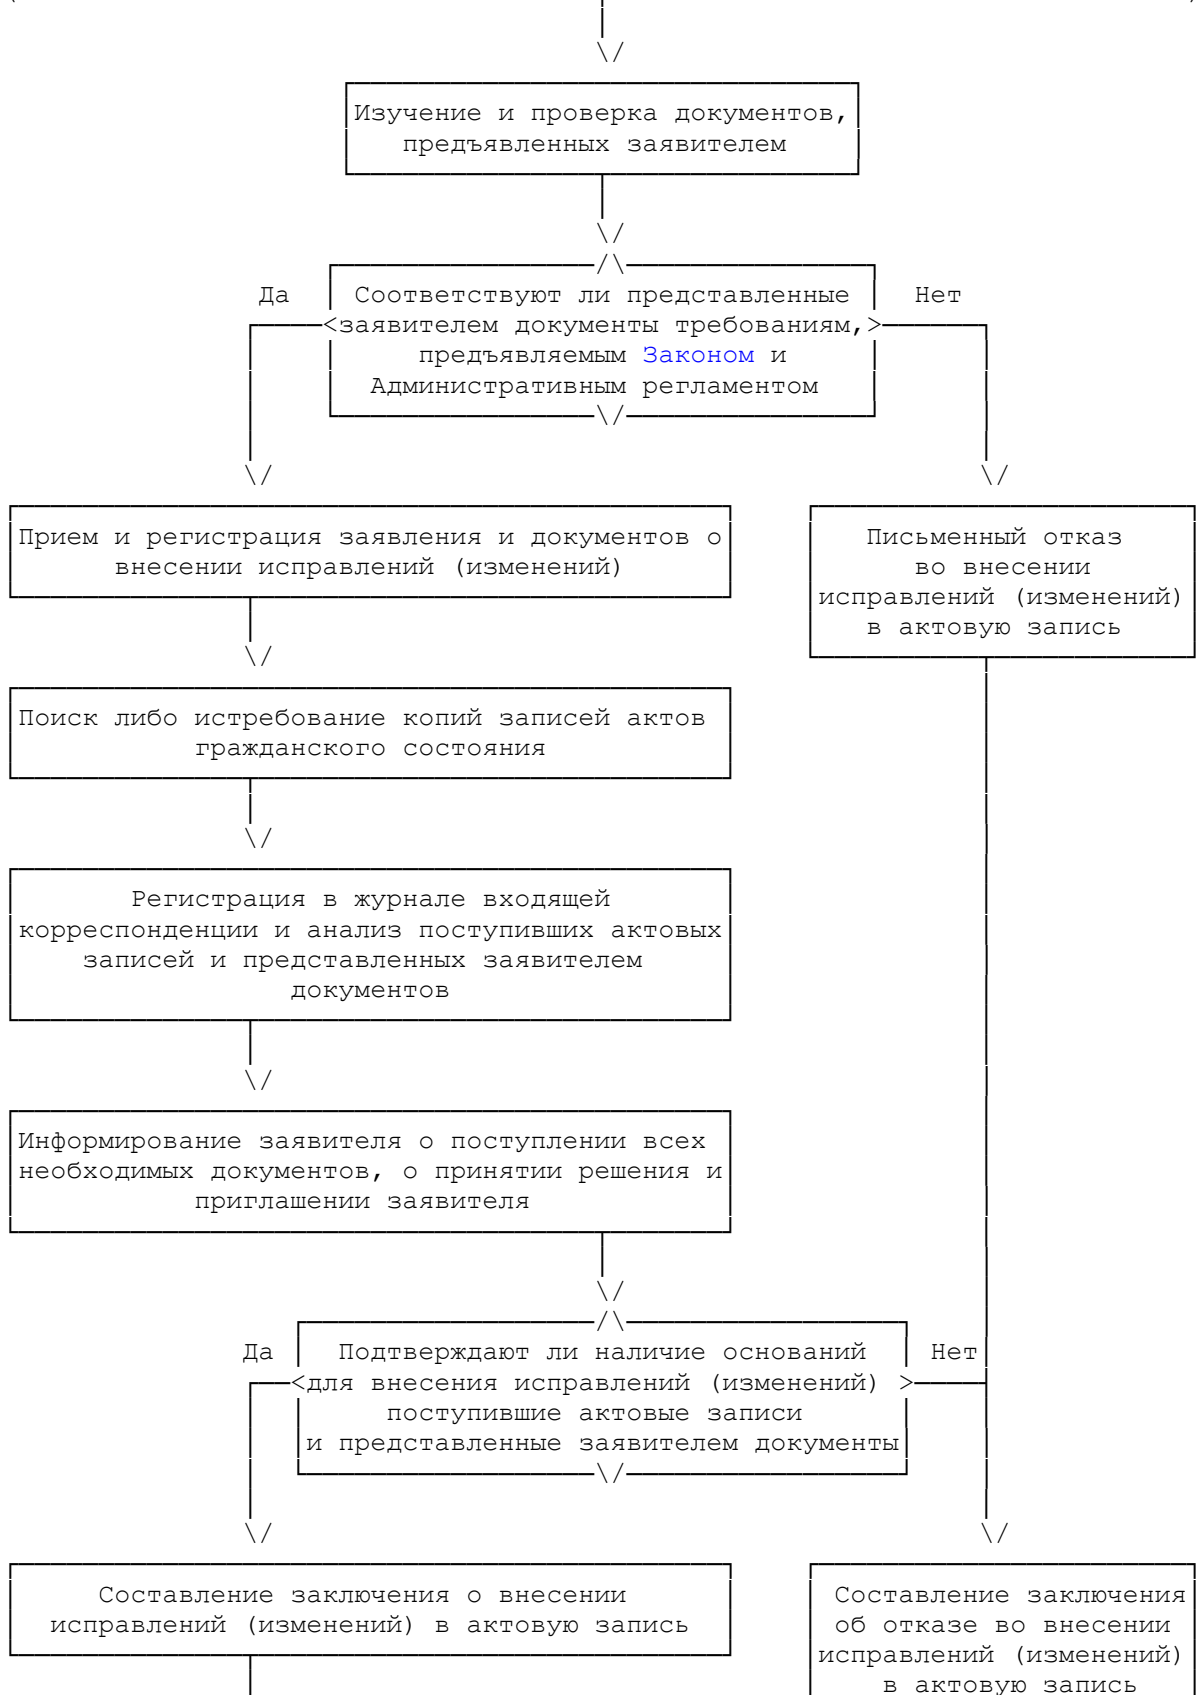 Изучение и проверка документов,
предъявленных заявителем
Да
Соответствуют ли представленные
Нет
заявителем документы требованиям,
предъявляемым Законом и
Административным регламентом
Прием и регистрация заявления и документов о
внесении исправлений (изменений)
Письменный отказ
во внесении
исправлений (изменений)
в актовую запись
Поиск либо истребование копий записей актов
гражданского состояния
Регистрация в журнале входящей
корреспонденции и анализ поступивших актовых
записей и представленных заявителем
документов
Информирование заявителя о поступлении всех
необходимых документов, о принятии решения и
приглашении заявителя
Да
Подтверждают ли наличие оснований
Нет
для внесения исправлений (изменений)
поступившие актовые записи
и представленные заявителем документы
Составление заключения о внесении
исправлений (изменений) в актовую запись
Составление заключения
об отказе во внесении
исправлений (изменений)
в актовую запись